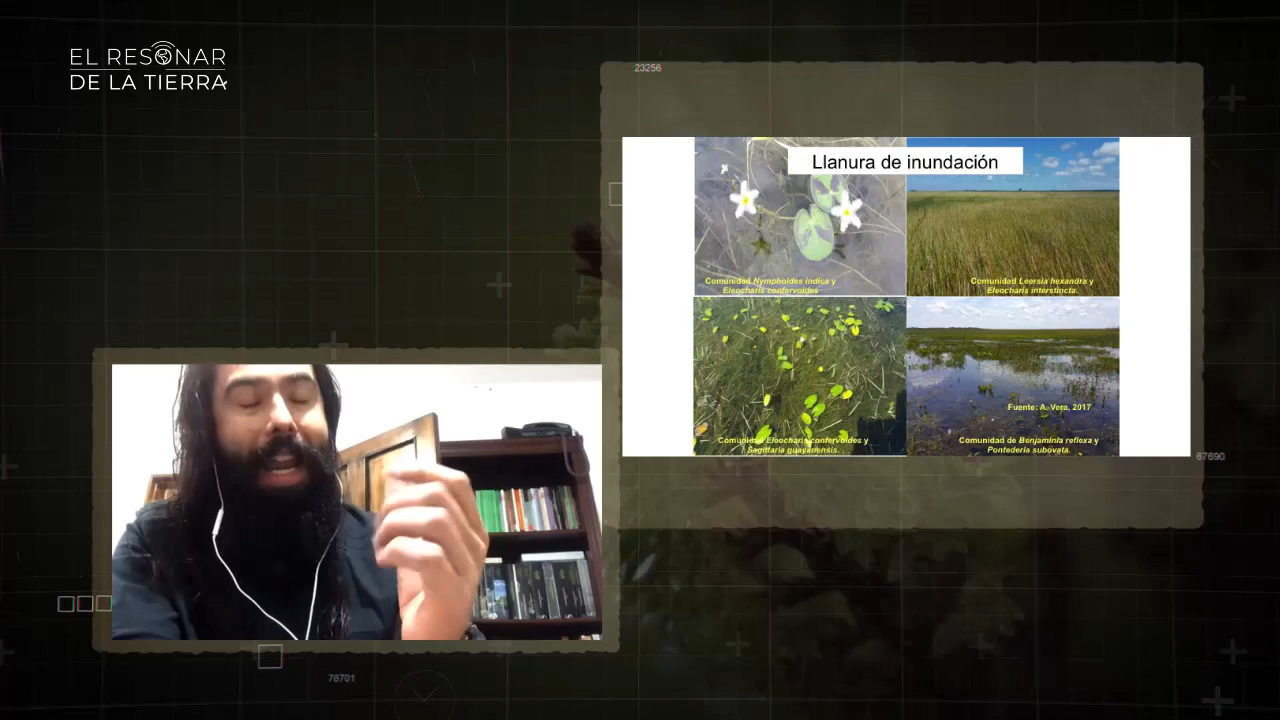 EL RESONAR
DE LA TIERRA
23256
Llanura de inundación
Comunidad Nymphoides indica y
Eleocharis confervoides
Comunidad Leersia hexandra y
Eleocharis interstincta.
Comunidad Eleocharis confervoides y
Sagittaria guayanensis.
Fuente: A. Vera, 2017
Comunidad de Benjaminia reflexa y
Pontederia subovata.
67690
78701